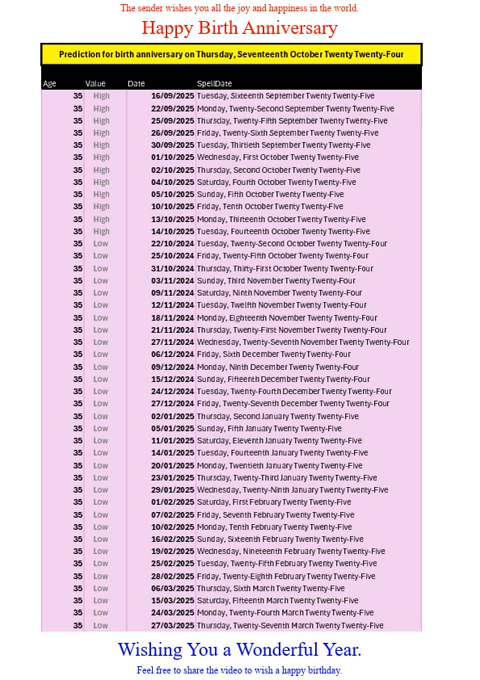 The sender wishes you all the joy and happiness in the world.
Happy Birth Anniversary
Prediction for birth anniversary on Thursday, Seventeenth October Twenty Twenty-Four
Age Value Date SpellDate
35 High 16/09/2025 Tuesday, Sixteenth September Twenty Twenty-Five
35 High 22/09/2025 Monday, Twenty-Second September Twenty Twenty-Five
35 High 25/09/2025 Thursday, Twenty-Fifth September Twenty Twenty-Five
35 High 26/09/2025 Friday, Twenty-Sixth September Twenty Twenty-Five
35 High 30/09/2025 Tuesday, Thirtieth September Twenty Twenty-Five
35 High 01/10/2025 Wednesday, First October Twenty Twenty-Five
35 High 02/10/2025 Thursday, Second October Twenty Twenty-Five
35 High 04/10/2025 Saturday, Fourth October Twenty Twenty-Five
35 High 05/10/2025 Sunday, Fifth October Twenty Twenty-Five
35 High 10/10/2025 Friday, Tenth October Twenty Twenty-Five
35 High 13/10/2025 Monday, Thirteenth October Twenty Twenty-Five
35 High 14/10/2025 Tuesday, Fourteenth October Twenty Twenty-Five
35 Low 22/10/2024 Tuesday, Twenty-Second October Twenty Twenty-Four
35 Low 25/10/2024 Friday, Twenty-Fifth October Twenty Twenty-Four
35 Low 31/10/2024 Thursday, Thirty-First October Twenty Twenty-Four
35 Low 03/11/2024 Sunday, Third November Twenty Twenty-Four
35 Low 09/11/2024 Saturday, Ninth November Twenty Twenty-Four
35 Low 12/11/2024 Tuesday, Twelfth November Twenty Twenty-Four
35 Low 18/11/2024 Monday, Eighteenth November Twenty Twenty-Four
35 Low 21/11/2024 Thursday, Twenty-First November Twenty Twenty-Four
35 Low 27/11/2024 Wednesday, Twenty-Seventh November Twenty Twenty-Four
35 Low 06/12/2024 Friday, Sixth December Twenty Twenty-Four
35 Low 09/12/2024 Monday, Ninth December Twenty Twenty-Four
35 Low 15/12/2024 Sunday, Fifteenth December Twenty Twenty-Four
35 Low 24/12/2024 Tuesday, Twenty-Fourth December Twenty Twenty-Four
35 Low 27/12/2024 Friday, Twenty-Seventh December Twenty Twenty-Four
35 Low 02/01/2025 Thursday, Second January Twenty Twenty-Five
35 Low 05/01/2025 Sunday, Fifth January Twenty Twenty-Five
35 Low 11/01/2025 Saturday, Eleventh January Twenty Twenty-Five
35 Low 14/01/2025 Tuesday, Fourteenth January Twenty Twenty-Five
35 Low 20/01/2025 Monday, Twentieth January Twenty Twenty-Five
35 Low 23/01/2025 Thursday, Twenty-Third January Twenty Twenty-Five
35 Low 29/01/2025 Wednesday, Twenty-Ninth January Twenty Twenty-Five
35 Low 01/02/2025 Saturday, First February Twenty Twenty-Five
35 Low 07/02/2025 Friday, Seventh February Twenty Twenty-Five
35 Low 10/02/2025 Monday, Tenth February Twenty Twenty-Five
35 Low 16/02/2025 Sunday, Sixteenth February Twenty Twenty-Five
35 Low 19/02/2025 Wednesday, Nineteenth February Twenty Twenty-Five
35 Low 25/02/2025 Tuesday, Twenty-Fifth February Twenty Twenty-Five
35 Low 28/02/2025 Friday, Twenty-Eighth February Twenty Twenty-Five
35 Low 06/03/2025 Thursday, Sixth March Twenty Twenty-Five
35 Low 15/03/2025 Saturday, Fifteenth March Twenty Twenty-Five
35 Low 24/03/2025 Monday, Twenty-Fourth March Twenty Twenty-Five
35 Low 27/03/2025 Thursday, Twenty-Seventh March Twenty Twenty-Five
Wishing You a Wonderful Year.
Feel free to share the video to wish a happy birthday.